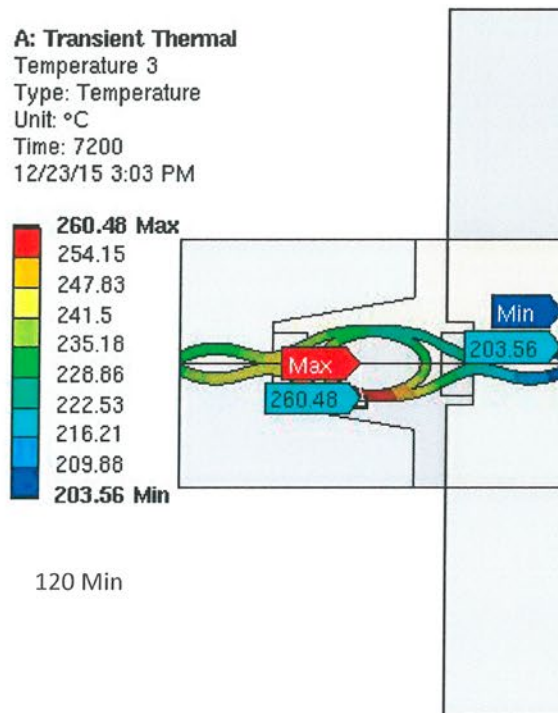 A: Transient Thermal
Temperature 3
Type: Temperature
Unit: °C
Time: 7200
12/23/15 3:03 PM
260.48 Max
254.15
247.83
241.5
235.18
228.86
222.53
216.21
209.88
203.56 Min
Min
203.56
Max
260.48
120 Min